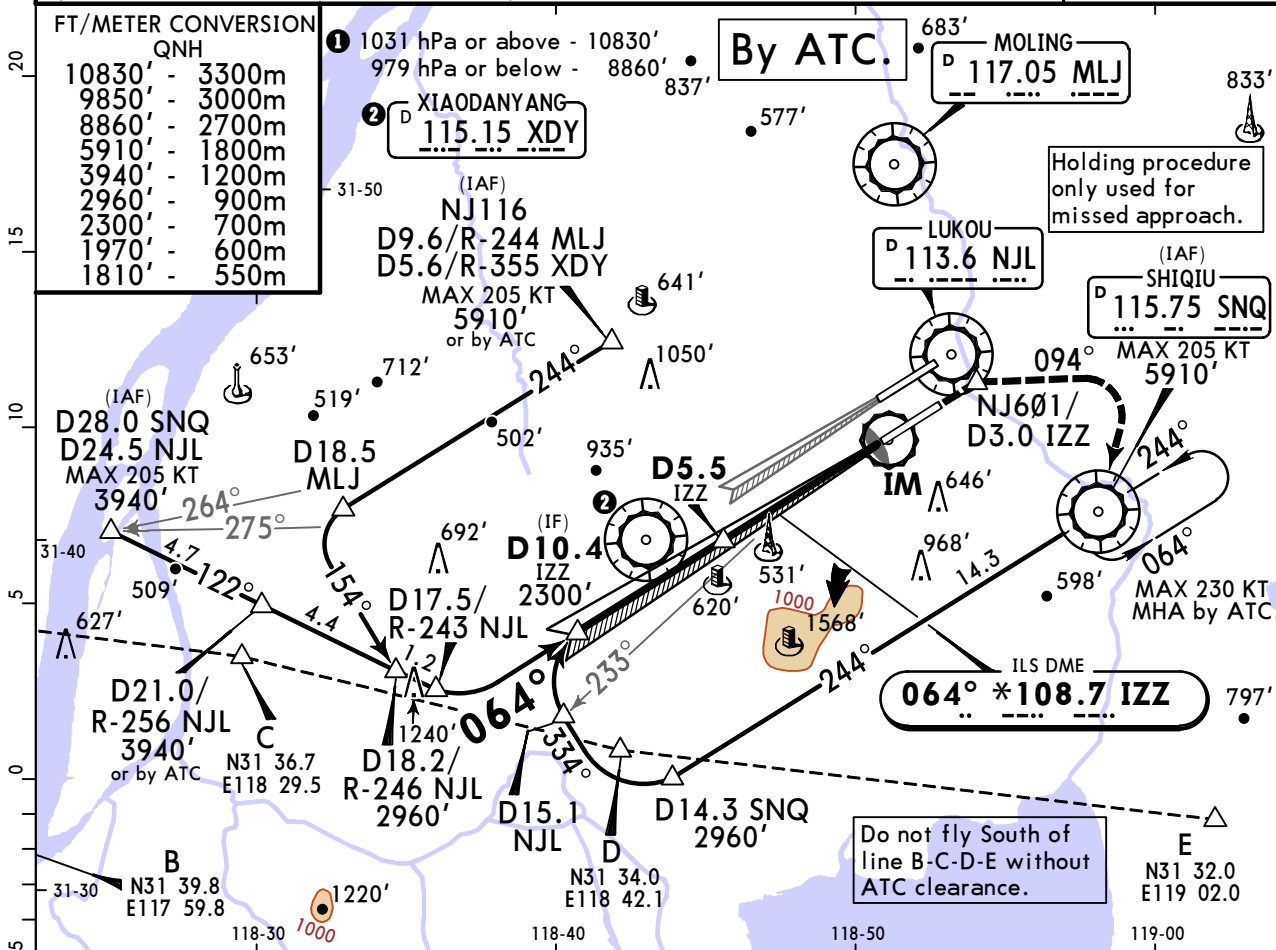 FT/METER CONVERSION
QNH
10830' - 3300m
9850' - 3000m
8860' - 2700m
5910' - 1800m
3940' - 1200m
2960' - 900m
2300' - 700m
1970' - 600m
1810' - 550m
1 1031 hPa or above - 10830'
979 hPa or below - 8860'
2 XIAODANYANG
D 115.15 XDY
By ATC.
837'
577'
683'
MOLING
D 117.05 MLJ
833'
Holding procedure
only used for
missed approach.
LUKOU
D 113.6 NJL
(IAF)
SHIQIU
D 115.75 SNQ
MAX 205 KT
5910'
20
15
10
5
0
5
31-50
31-40
31-30
(IAF)
NJ116
D9.6/R-244 MLJ
D5.6/R-355 XDY
MAX 205 KT
5910'
or by ATC
641'
1050'
653'
712'
519'
502'
244°
(IAF)
D28.0 SNQ
D24.5 NJL
MAX 205 KT
3940'
D18.5
MLJ
264°
275°
935'
2
D5.5
IZZ
IM
646'
094°
NJ6Ø1/
D3.0 IZZ
244°
064°
MAX 230 KT
MHA by ATC
692'
(IF)
D10.4
IZZ
2300'
4.7
122°
509'
4.4
154°
627'
D17.5/
R-243 NJL
1.2
620'
531'
968'
14.3
598'
1000
1568'
244°
233°
064°
334°
ILS DME
064° *108.7 IZZ
797'
D21.0/
R-256 NJL
3940'
or by ATC
C
N31 36.7
E118 29.5
1240'
D18.2/
R-246 NJL
2960'
D15.1
NJL
D
N31 34.0
E118 42.1
D14.3 SNQ
2960'
Do not fly South of
line B-C-D-E without
ATC clearance.
E
N31 32.0
E119 02.0
B
N31 39.8
E117 59.8
1220'
1000
118-30
118-40
118-50
119-00